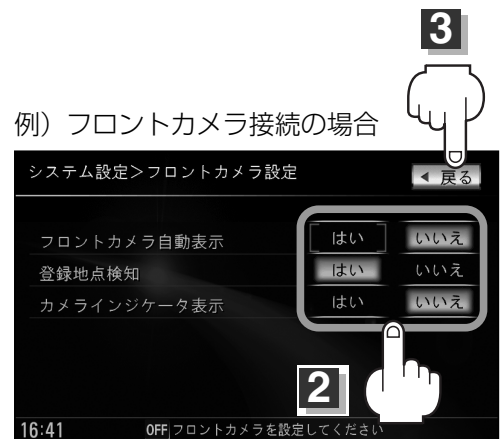 3
例）フロントカメラ接続の場合
システム設定>フロントカメラ設定 ◀ 戻る
フロントカメラ自動表示 はい いいえ
登録地点検知 はい いいえ
カメラインジケータ表示 はい いいえ
2
16:41 OFF フロントカメラを設定してください